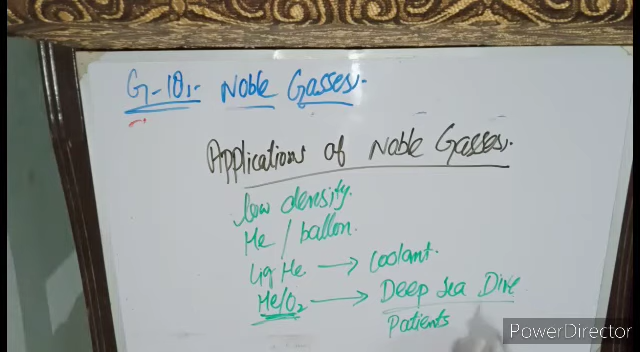 G-18:- Noble Gasses:-
Applications of Noble Gasses:
low density.
He / ballon.
Liq He → Coolant.
He/O₂ → Deep Sea Dive
Patients
PowerDirector